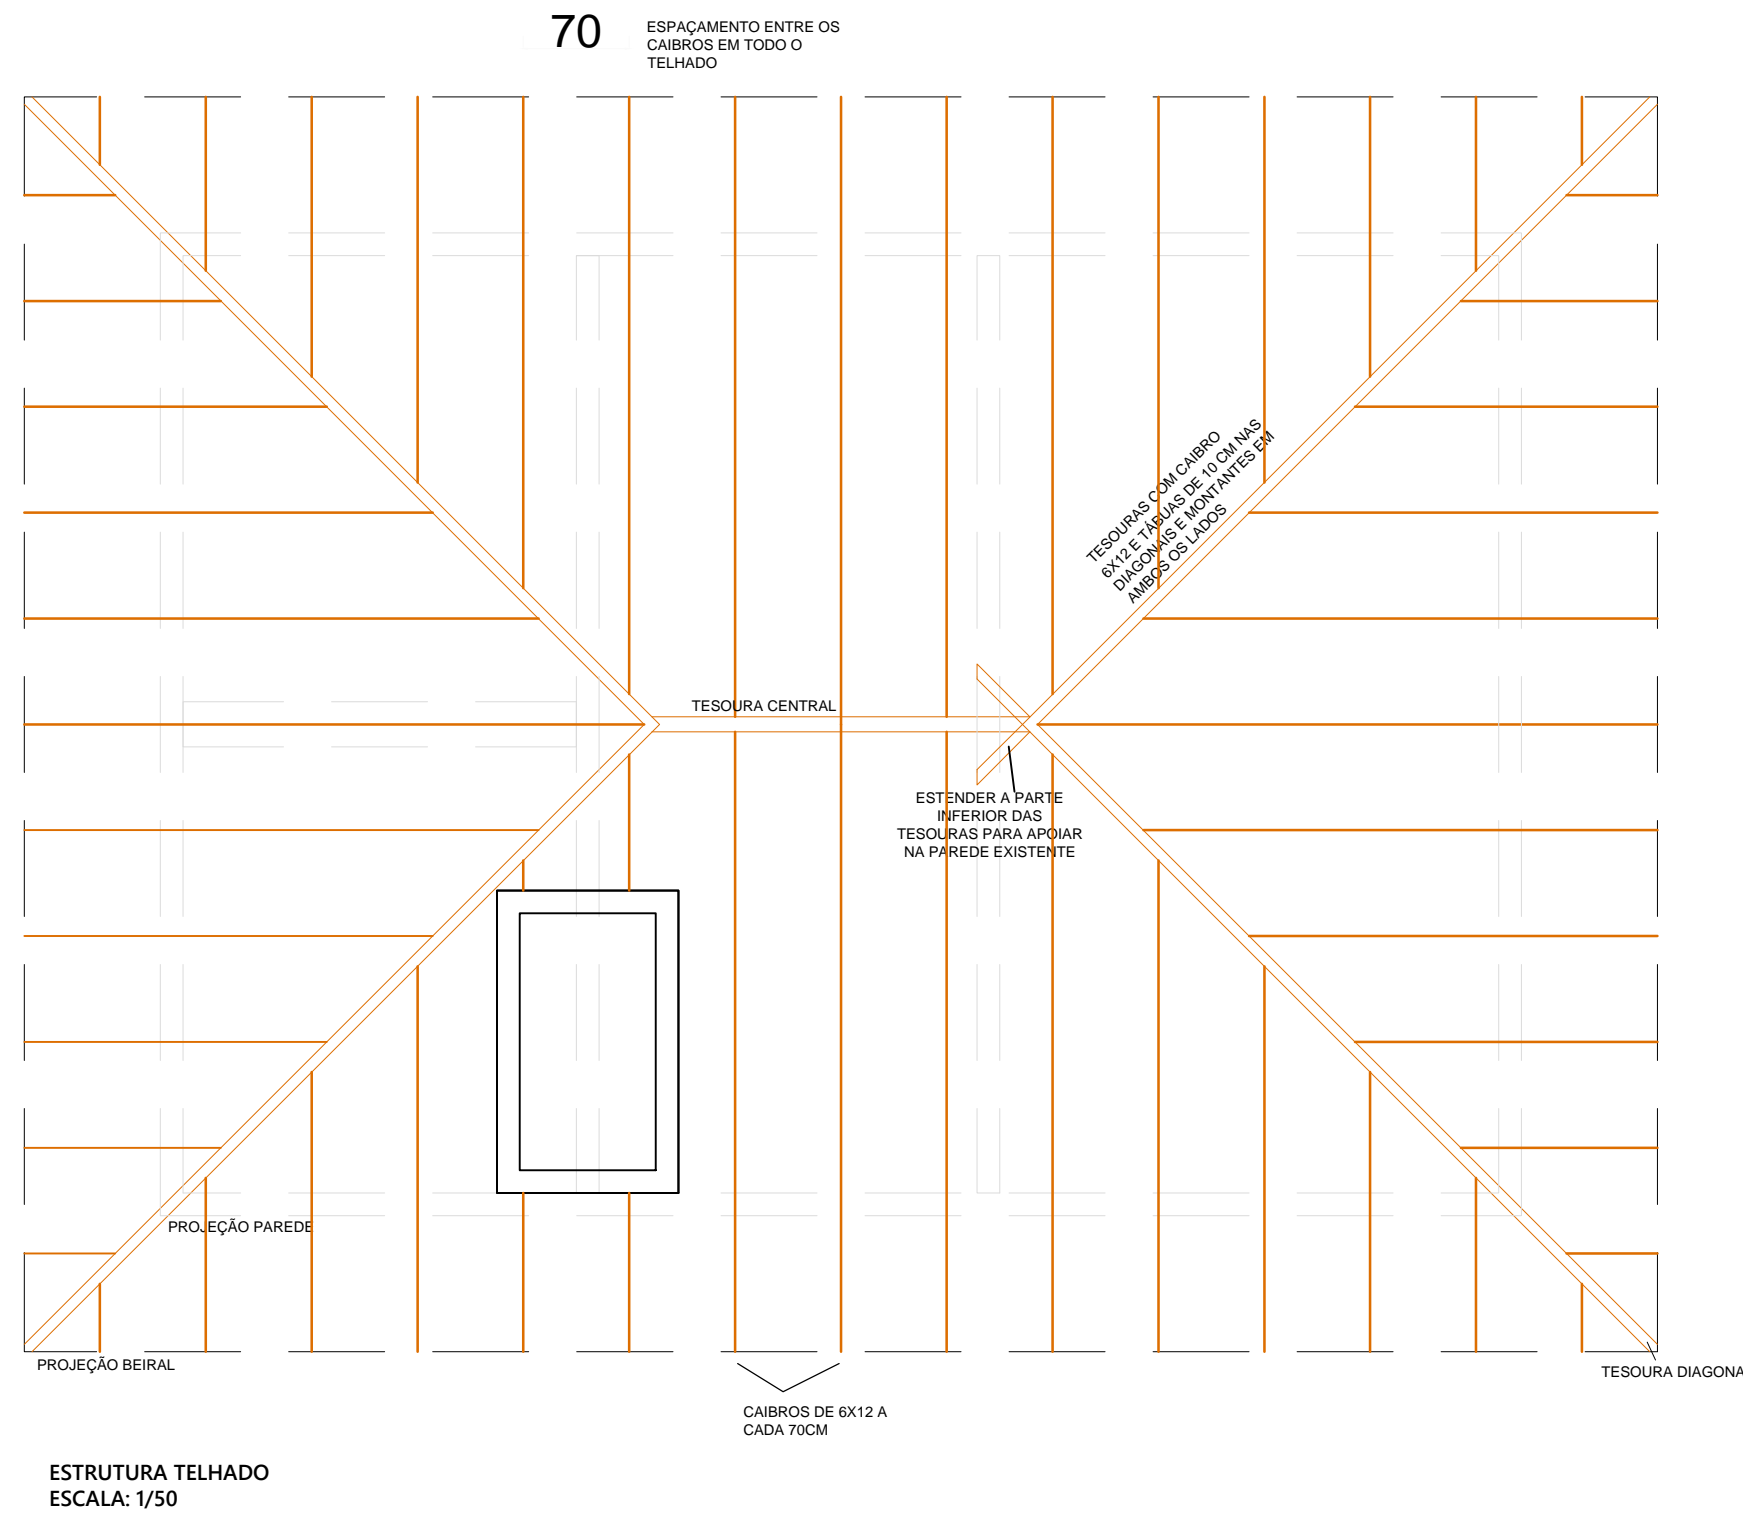 70
ESPAÇAMENTO ENTRE OS
CAIBROS EM TODO O
TELHADO
TESOURAS COM CAIBRO
6X12 E TÁBUAS DE 10 CM NAS
DIAGONAIS E MONTANTES EM
AMBOS OS LADOS
TESOURA CENTRAL
ESTENDER A PARTE
INFERIOR DAS
TESOURAS PARA APOIAR
NA PAREDE EXISTENTE
PROJEÇÃO PAREDE
PROJEÇÃO BEIRAL
TESOURA DIAGONA
CAIBROS DE 6X12 A
CADA 70CM
ESTRUTURA TELHADO
ESCALA: 1/50